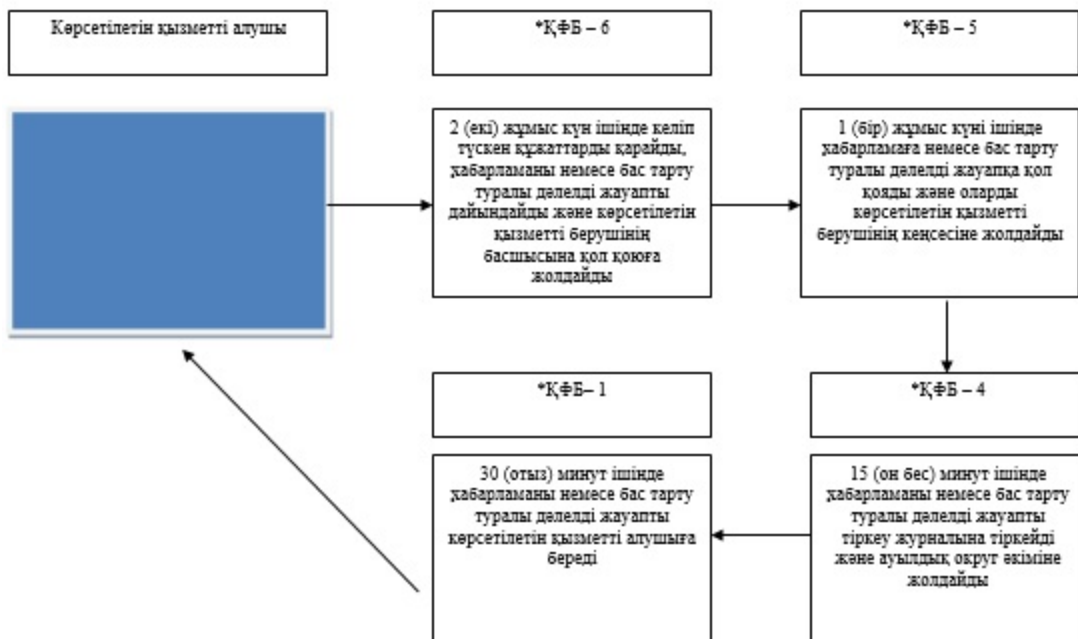 Көрсетілетін қызметті алушы
*ҚФБ – 6
*ҚФБ – 5
2 (екі) жұмыс күн ішінде келіп
түскен құжаттарды қарайды,
хабарламаны немесе бас тарту
туралы дәлелді жауапты
дайындайды және көрсетілетін
қызметті берушінің
басшысына қол қоюға
жолдайды
1 (бір) жұмыс күні ішінде
хабарламаға немесе бас тарту
туралы дәлелді жауапқа қол
қояды және оларды
көрсетілетін қызметті
берушінің кеңсесіне жолдайды
*ҚФБ– 1
*ҚФБ – 4
30 (отыз) минут ішінде
хабарламаны немесе бас тарту
туралы дәлелді жауапты
көрсетілетін қызметті алушыға
береді
15 (он бес) минут ішінде
хабарламаны немесе бас тарту
туралы дәлелді жауапты
тіркеу журналына тіркейді
және ауылдық округ әкіміне
жолдайды